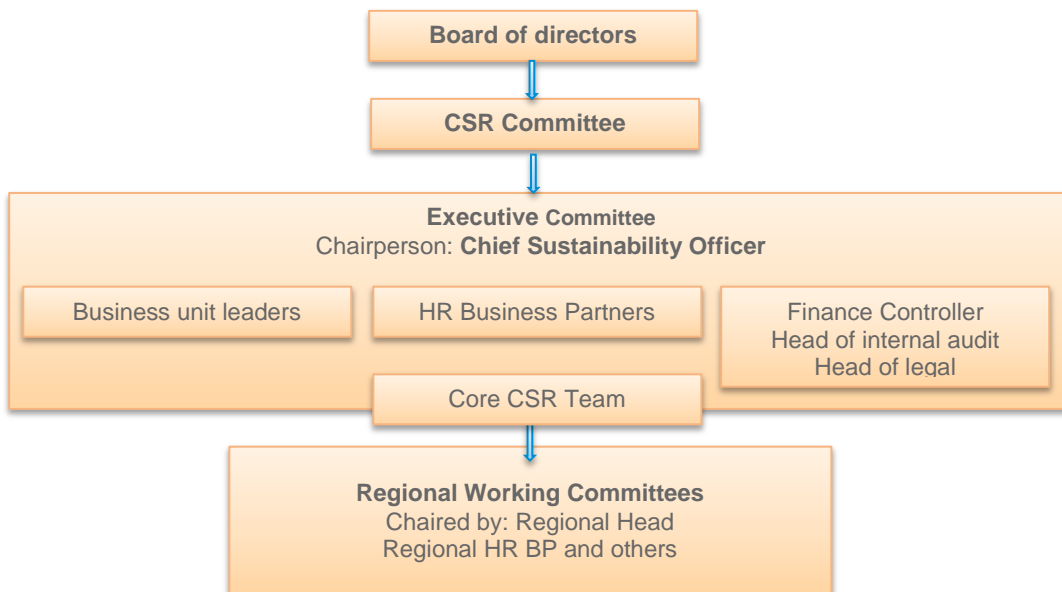 Board of directors
CSR Committee
Executive Committee
Chairperson: Chief Sustainability Officer
Business unit leaders
HR Business Partners
Finance Controller
Head of internal audit
Head of legal
Core CSR Team
Regional Working Committees
Chaired by: Regional Head
Regional HR BP and others